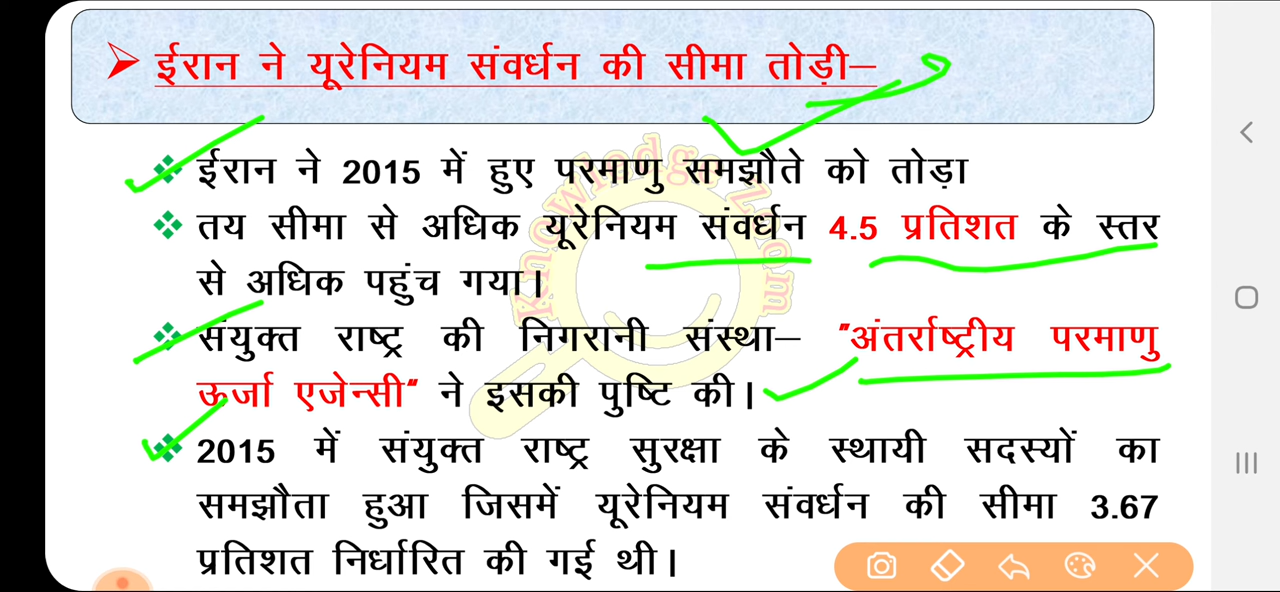 ईरान ने यूरेनियम संवर्धन की सीमा तोड़ी–
ईरान ने 2015 में हुए परमाणु समझौते को तोड़ा
तय सीमा से अधिक यूरेनियम संवर्धन 4.5 प्रतिशत के स्तर
से अधिक पहुंच गया।
संयुक्त राष्ट्र की निगरानी संस्था– "अंतर्राष्ट्रीय परमाणु
ऊर्जा एजेन्सी" ने इसकी पुष्टि की।
2015 में संयुक्त राष्ट्र सुरक्षा के स्थायी सदस्यों का
समझौता हुआ जिसमें यूरेनियम संवर्धन की सीमा 3.67
प्रतिशत निर्धारित की गई थी।
Knowledge Zoom